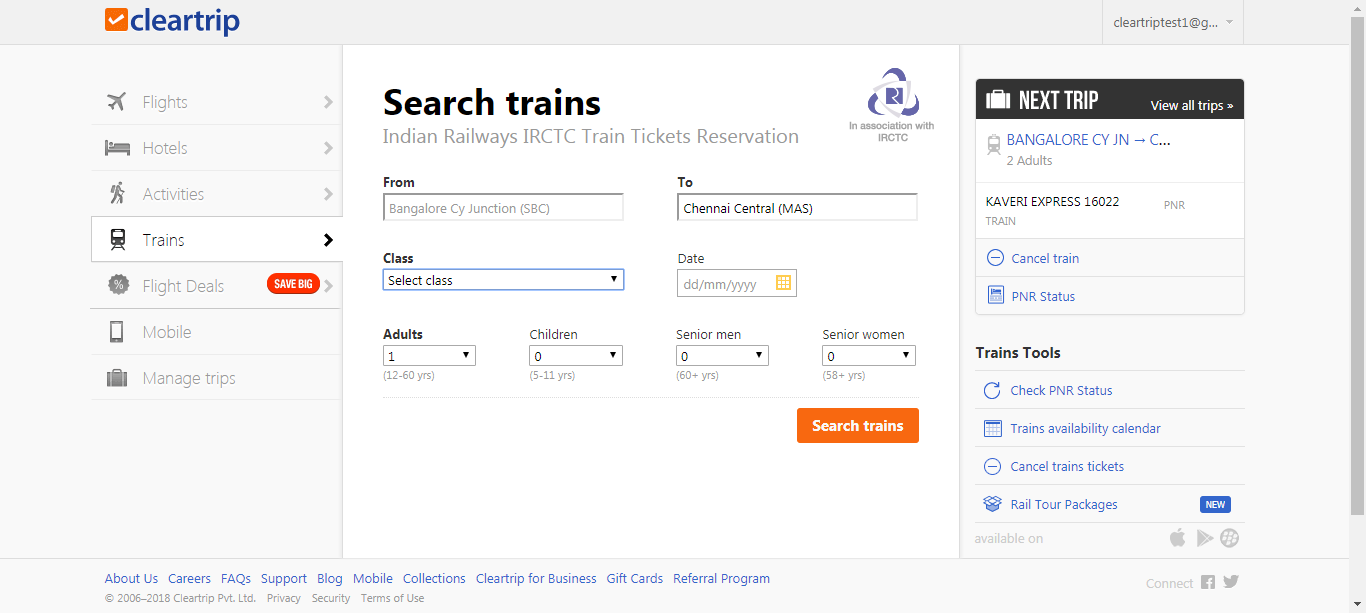 cleartrip
cleartriptest1@g...
Flights
Hotels
Activities
Trains
Flight Deals
SAVE BIG
Mobile
Manage trips
Search trains
Indian Railways IRCTC Train Tickets Reservation
R
In association with
IRCTC
From
To
Bangalore Cy Junction (SBC)
Chennai Central (MAS)
Class
Date
Select class
dd/mm/yyyy
Adults
Children
Senior men
Senior women
1
0
0
0
(12-60 yrs)
(5-11 yrs)
(60+ yrs)
(58+ yrs)
Search trains
NEXT TRIP
View all trips »
BANGALORE CY JN → C...
2 Adults
KAVERI EXPRESS 16022
PNR
TRAIN
Cancel train
PNR Status
Trains Tools
Check PNR Status
Trains availability calendar
Cancel trains tickets
Rail Tour Packages
NEW
available on
About Us Careers FAQs Support Blog Mobile Collections Cleartrip for Business Gift Cards Referral Program
© 2006–2018 Cleartrip Pvt. Ltd. Privacy Security Terms of Use
Connect